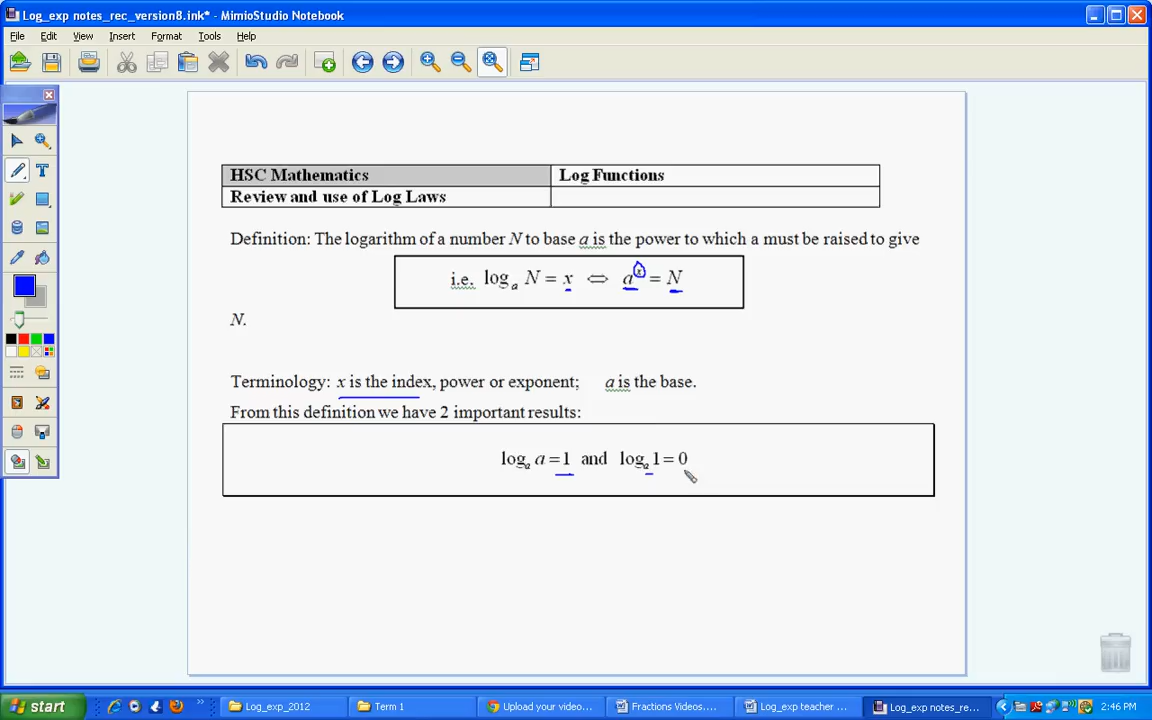 Log_exp notes_rec_version8.ink* - MimioStudio Notebook
File Edit View Insert Format Tools Help
HSC Mathematics Log Functions
Review and use of Log Laws
Definition: The logarithm of a number N to base a is the power to which a must be raised to give
i.e. logₐ N = x ⇔ aˣ = N
N.
Terminology: x is the index, power or exponent; a is the base.
From this definition we have 2 important results:
logₐ a = 1 and logₐ 1 = 0
start Log_exp_2012 Term 1 Upload your video... Fractions Videos.... Log_exp teacher ... Log_exp notes_re... 2:46 PM